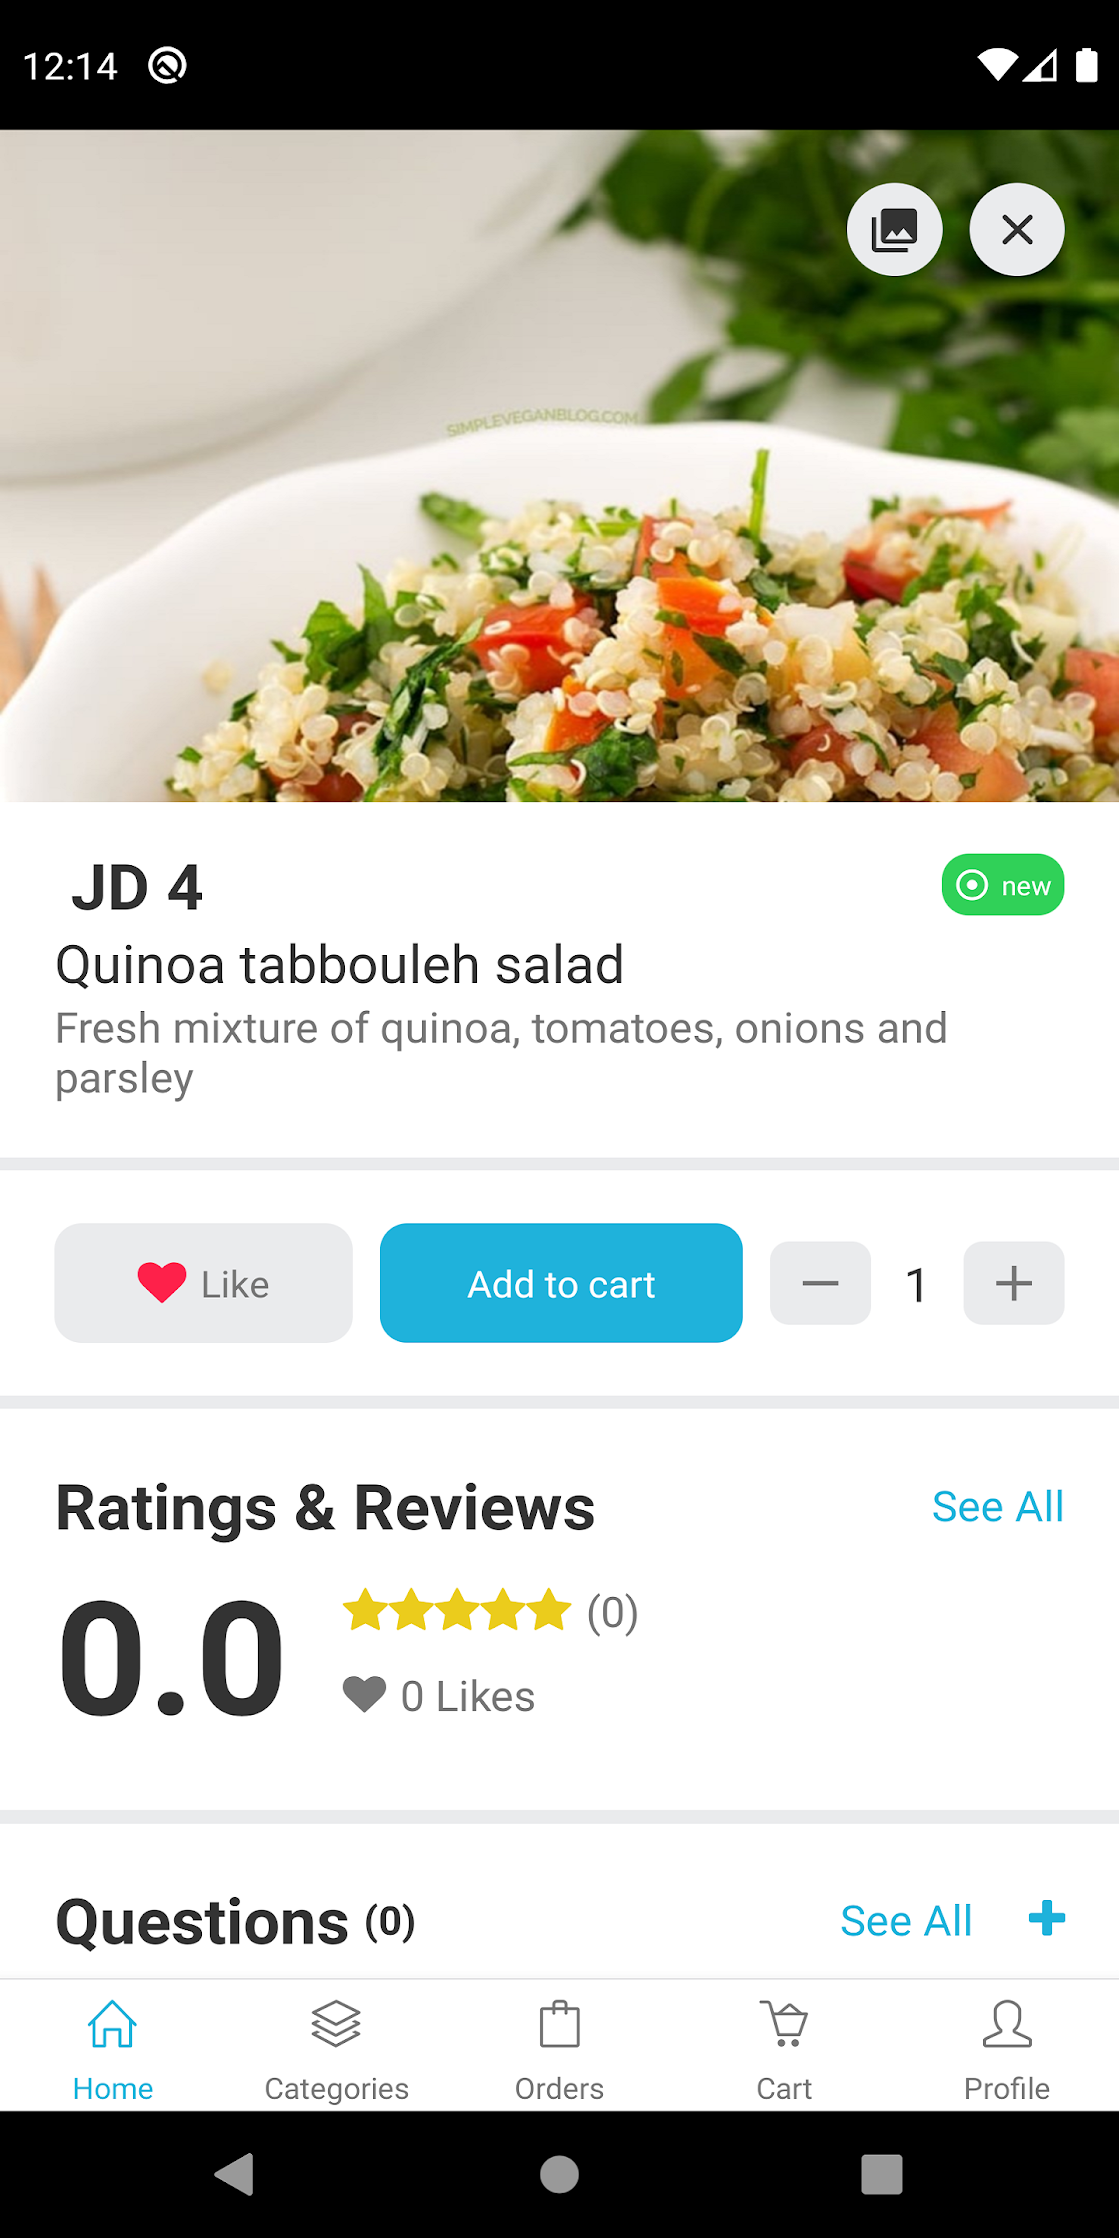 12:14
SIMPLEVEGANBLOG.COM
JD 4
new
Quinoa tabbouleh salad
Fresh mixture of quinoa, tomatoes, onions and
parsley
Like
Add to cart
1
Ratings & Reviews
See All
0.0
(0)
0 Likes
Questions (0)
See All
Home
Categories
Orders
Cart
Profile